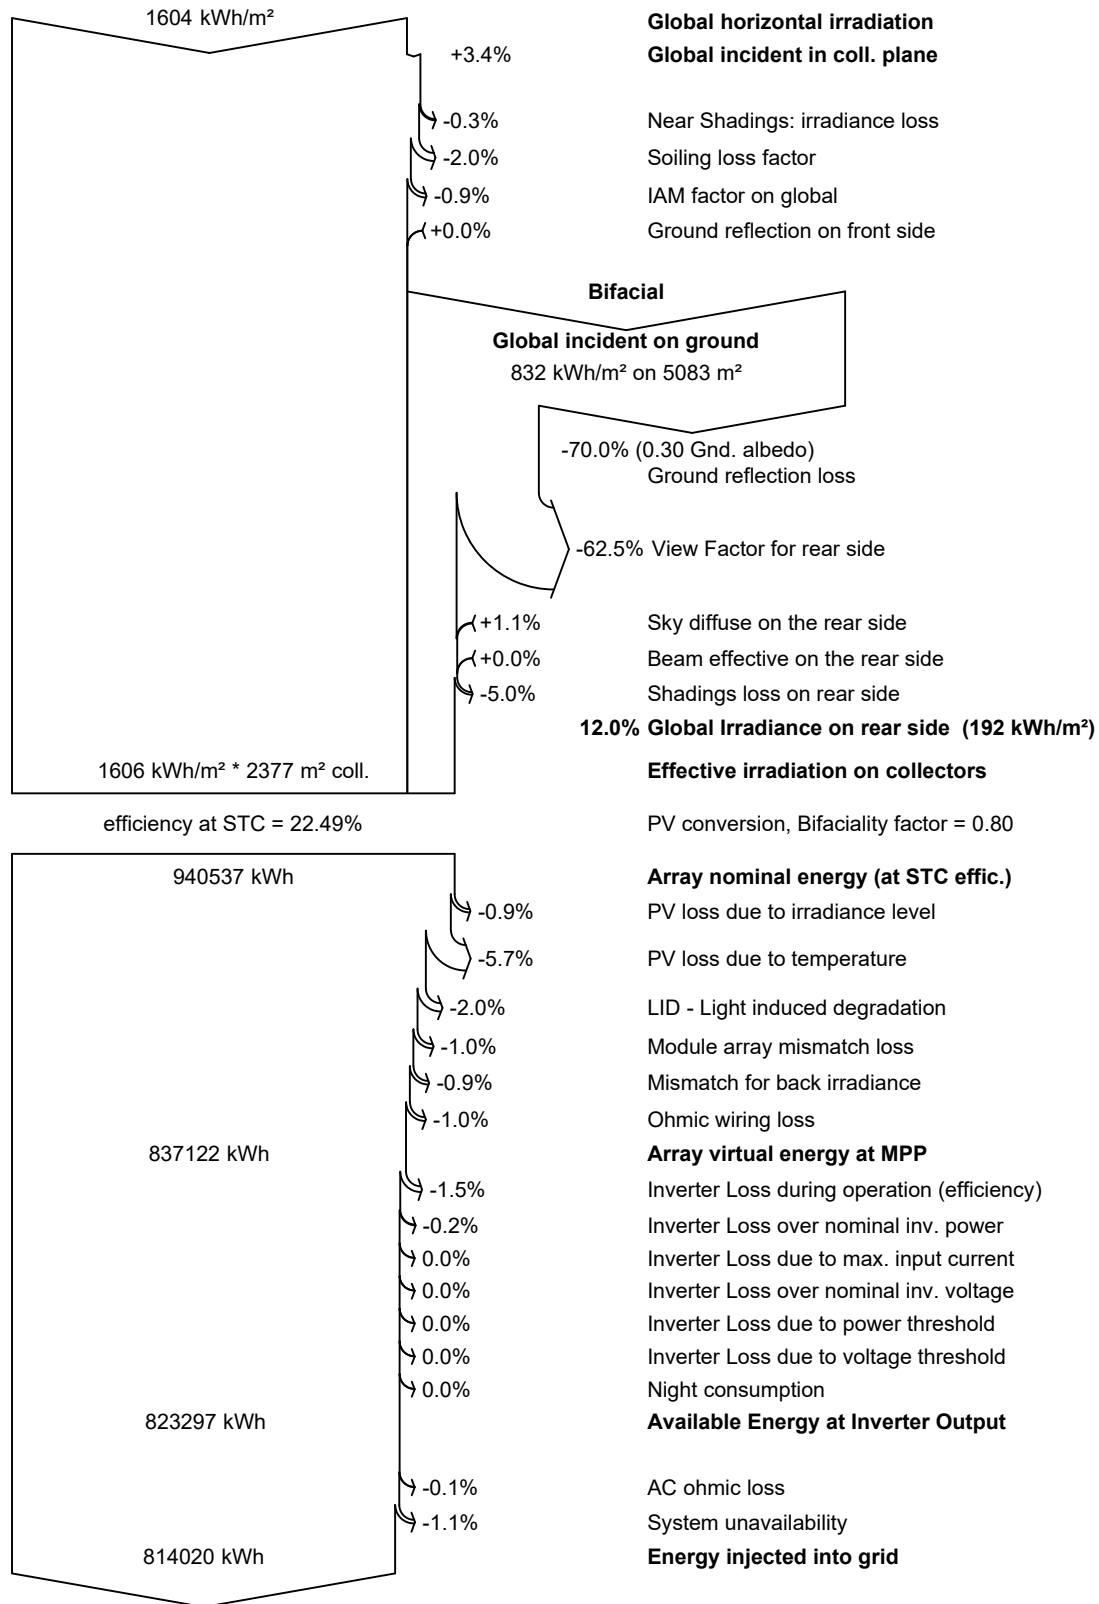 1604 kWh/m² Global horizontal irradiation
+3.4% Global incident in coll. plane
-0.3% Near Shadings: irradiance loss
-2.0% Soiling loss factor
-0.9% IAM factor on global
+0.0% Ground reflection on front side
Bifacial
Global incident on ground
832 kWh/m² on 5083 m²
-70.0% (0.30 Gnd. albedo)
Ground reflection loss
-62.5% View Factor for rear side
+1.1% Sky diffuse on the rear side
+0.0% Beam effective on the rear side
-5.0% Shadings loss on rear side
12.0% Global Irradiance on rear side (192 kWh/m²)
1606 kWh/m² * 2377 m² coll. Effective irradiation on collectors
efficiency at STC = 22.49% PV conversion, Bifaciality factor = 0.80
940537 kWh Array nominal energy (at STC effic.)
-0.9% PV loss due to irradiance level
-5.7% PV loss due to temperature
-2.0% LID - Light induced degradation
-1.0% Module array mismatch loss
-0.9% Mismatch for back irradiance
-1.0% Ohmic wiring loss
837122 kWh Array virtual energy at MPP
-1.5% Inverter Loss during operation (efficiency)
-0.2% Inverter Loss over nominal inv. power
0.0% Inverter Loss due to max. input current
0.0% Inverter Loss over nominal inv. voltage
0.0% Inverter Loss due to power threshold
0.0% Inverter Loss due to voltage threshold
0.0% Night consumption
823297 kWh Available Energy at Inverter Output
-0.1% AC ohmic loss
-1.1% System unavailability
814020 kWh Energy injected into grid